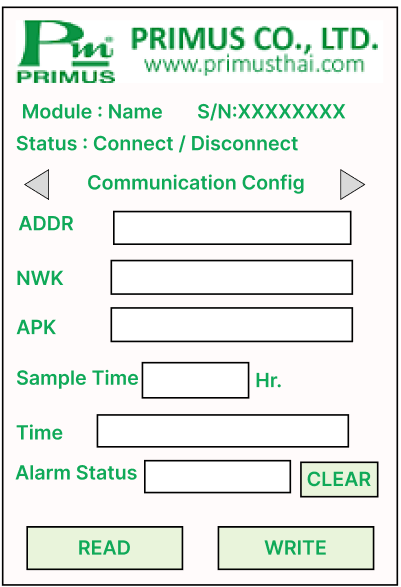 Pm PRIMUS CO., LTD.
PRIMUS www.primusthai.com
Module : Name S/N:XXXXXXXX
Status : Connect / Disconnect
Communication Config
ADDR
NWK
APK
Sample Time Hr.
Time
Alarm Status CLEAR
READ WRITE